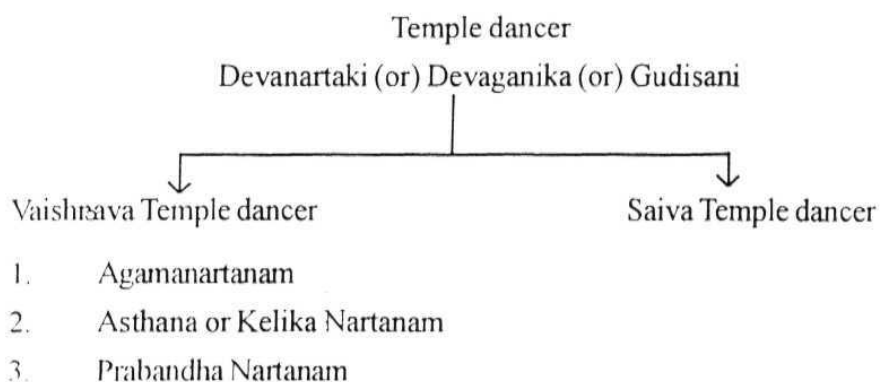 Temple dancer
Devanartaki (or) Devaganika (or) Gudisani
Vaishnava Temple dancer
Saiva Temple dancer
1. Agamanartanam
2. Asthana or Kelika Nartanam
3. Prabandha Nartanam